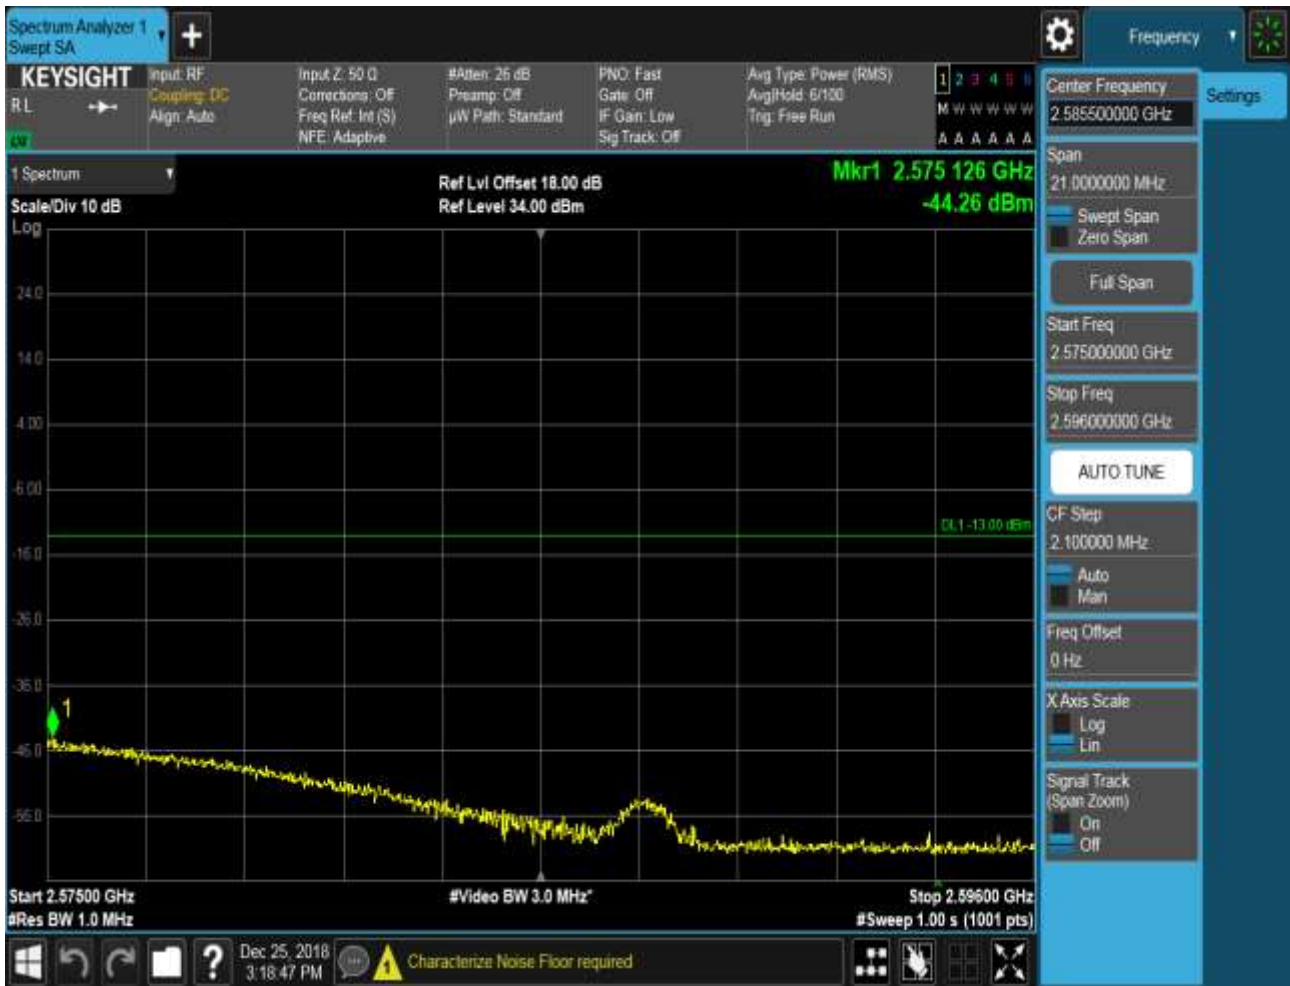 Spectrum Analyzer 1
Swept SA
+
Frequency
KEYSIGHT
RL
Input: RF
Coupling: DC
Align: Auto
Input Z: 50 Ω
Corrections: Off
Freq Ref: Int (S)
NFE: Adaptive
#Atten: 26 dB
Preamp: Off
µW Path: Standard
PNO: Fast
Gate: Off
IF Gain: Low
Sig Track: Off
Avg Type: Power (RMS)
Avg|Hold: 6/100
Trig: Free Run
1 2 3 4 5 6
M W W W W W
A A A A A A
1 Spectrum
Scale/Div 10 dB
Log
Ref Lvl Offset 18.00 dB
Ref Level 34.00 dBm
Mkr1 2.575 126 GHz
-44.26 dBm
24.0
14.0
4.00
-6.00
DL1 -13.00 dBm
-16.0
-26.0
-36.0
1
-46.0
-56.0
Start 2.57500 GHz
#Video BW 3.0 MHz*
Stop 2.59600 GHz
#Res BW 1.0 MHz
#Sweep 1.00 s (1001 pts)
?
Dec 25, 2018
3:18:47 PM
Characterize Noise Floor required
Center Frequency
2.585500000 GHz
Settings
Span
21.0000000 MHz
Swept Span
Zero Span
Full Span
Start Freq
2.575000000 GHz
Stop Freq
2.596000000 GHz
AUTO TUNE
CF Step
2.100000 MHz
Auto
Man
Freq Offset
0 Hz
X Axis Scale
Log
Lin
Signal Track
(Span Zoom)
On
Off